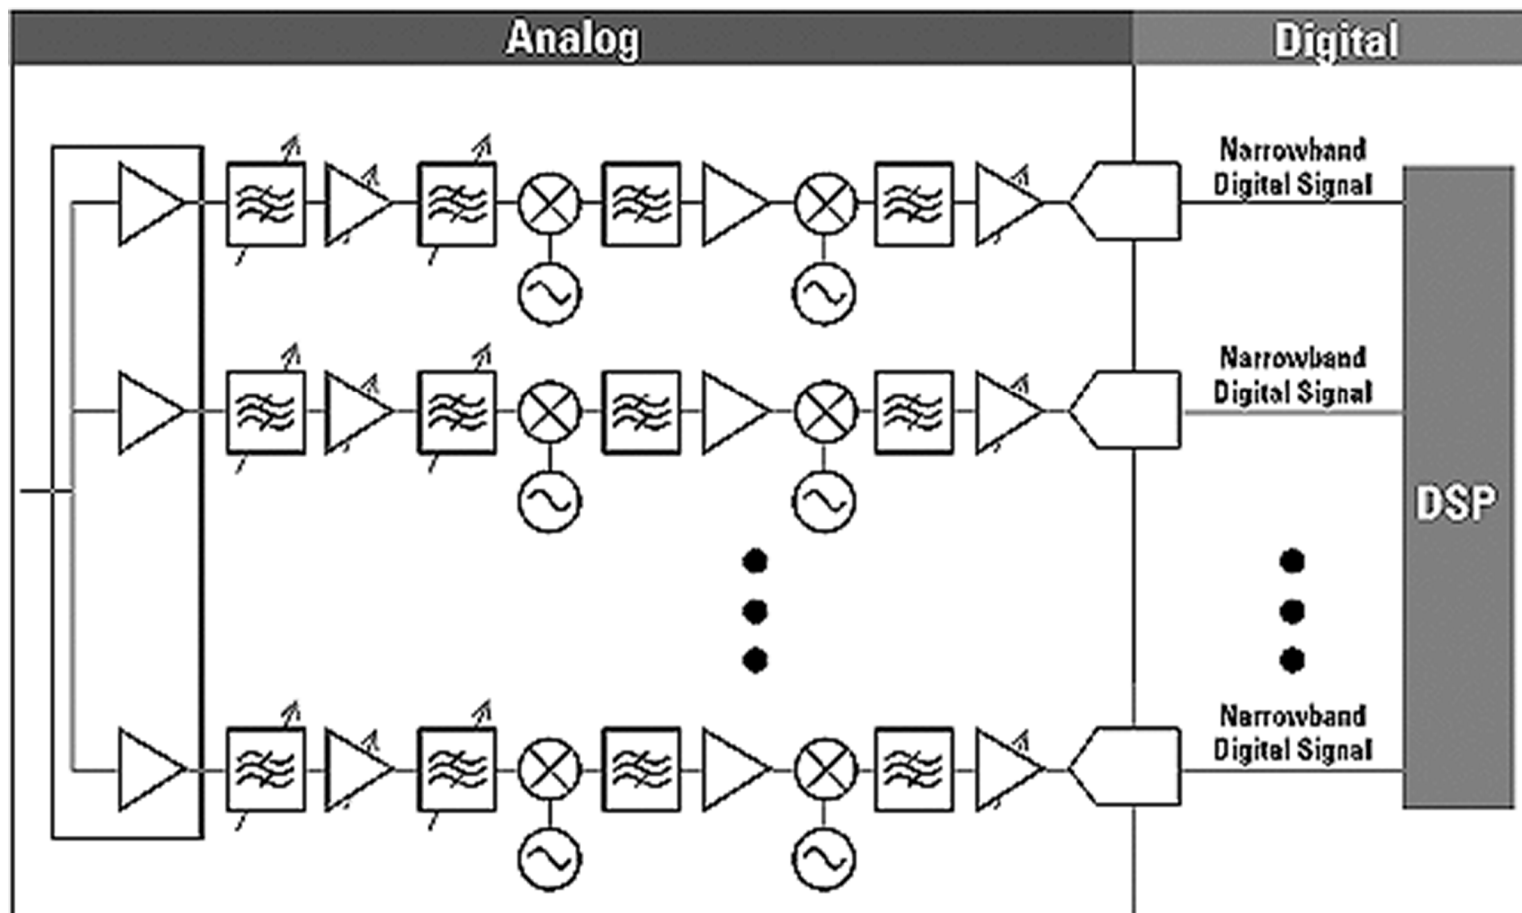 Analog
Digital
Narrowband
Digital Signal
Narrowband
Digital Signal
DSP
Narrowband
Digital Signal